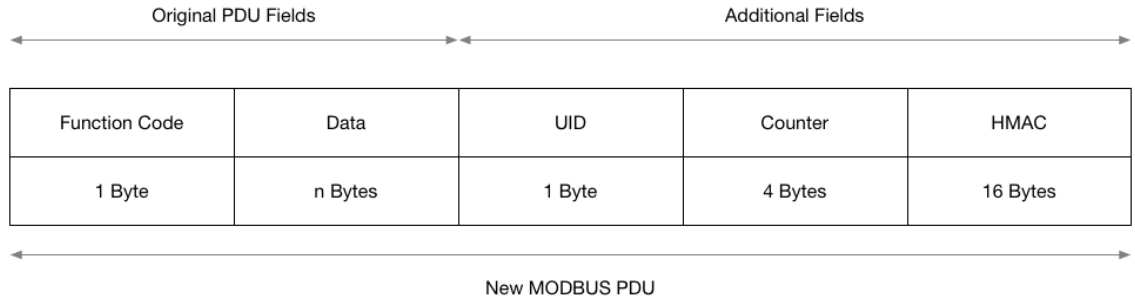 Original PDU Fields Additional Fields
Function Code Data UID Counter HMAC
1 Byte n Bytes 1 Byte 4 Bytes 16 Bytes
New MODBUS PDU